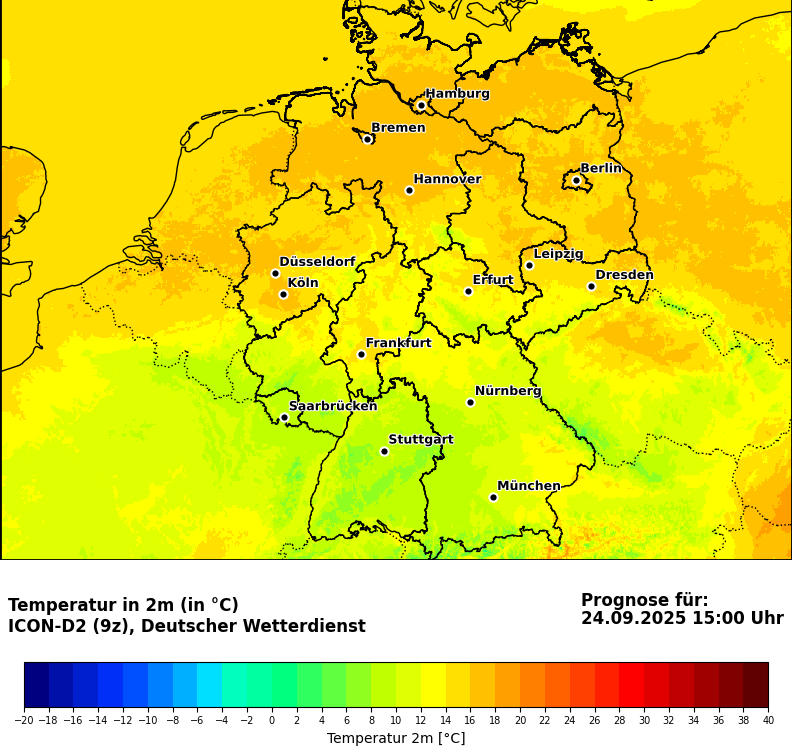 Hamburg
Bremen
Berlin
Hannover
Leipzig
Düsseldorf
Dresden
Erfurt
Köln
Frankfurt
Nürnberg
Saarbrücken
Stuttgart
München
Temperatur in 2m (in °C)
ICON-D2 (9z), Deutscher Wetterdienst
Prognose für:
24.09.2025 15:00 Uhr
−20 −18 −16 −14 −12 −10 −8 −6 −4 −2 0 2 4 6 8 10 12 14 16 18 20 22 24 26 28 30 32 34 36 38 40
Temperatur 2m [°C]